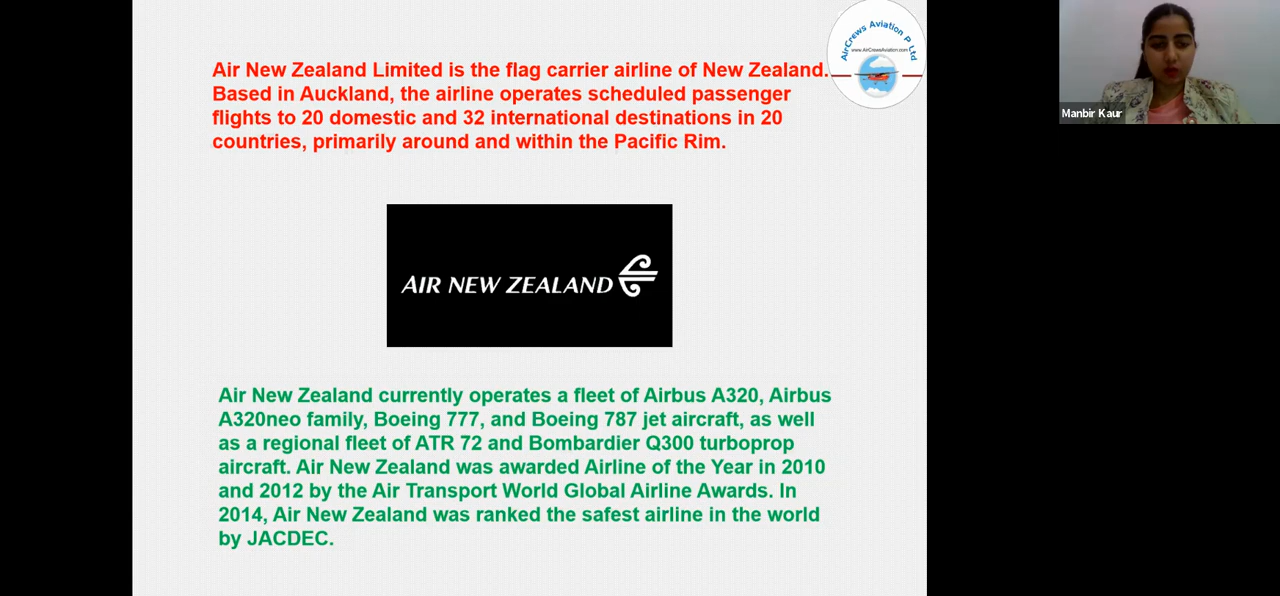 AirCrews Aviation P Ltd
www.AirCrewsAviation.com
Air New Zealand Limited is the flag carrier airline of New Zealand.
Based in Auckland, the airline operates scheduled passenger
flights to 20 domestic and 32 international destinations in 20
countries, primarily around and within the Pacific Rim.
Manbir Kaur
AIR NEW ZEALAND
Air New Zealand currently operates a fleet of Airbus A320, Airbus
A320neo family, Boeing 777, and Boeing 787 jet aircraft, as well
as a regional fleet of ATR 72 and Bombardier Q300 turboprop
aircraft. Air New Zealand was awarded Airline of the Year in 2010
and 2012 by the Air Transport World Global Airline Awards. In
2014, Air New Zealand was ranked the safest airline in the world
by JACDEC.